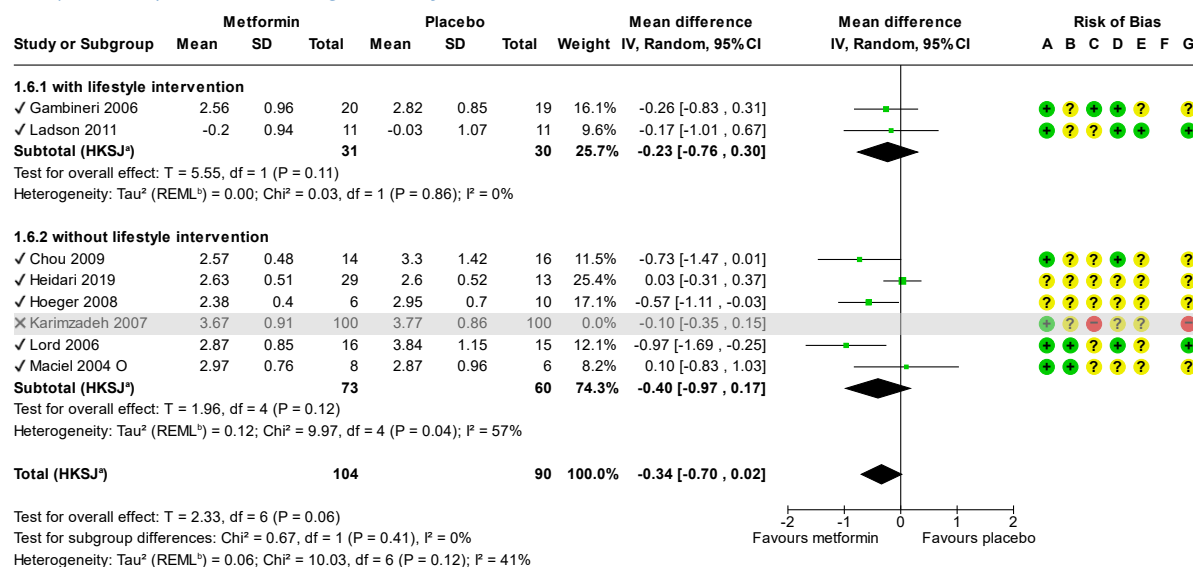 Metformin Placebo Mean difference Mean difference Risk of Bias
Study or Subgroup Mean SD Total Mean SD Total Weight IV, Random, 95%CI IV, Random, 95%CI A B C D E F G
1.6.1 with lifestyle intervention
✓ Gambineri 2006 2.56 0.96 20 2.82 0.85 19 16.1% -0.26 [-0.83 , 0.31] + ? + + ? ?
✓ Ladson 2011 -0.2 0.94 11 -0.03 1.07 11 9.6% -0.17 [-1.01 , 0.67] + ? ? + + +
Subtotal (HKSJᵃ) 31 30 25.7% -0.23 [-0.76 , 0.30]
Test for overall effect: T = 5.55, df = 1 (P = 0.11)
Heterogeneity: Tau² (REMLᵇ) = 0.00; Chi² = 0.03, df = 1 (P = 0.86); I² = 0%
1.6.2 without lifestyle intervention
✓ Chou 2009 2.57 0.48 14 3.3 1.42 16 11.5% -0.73 [-1.47 , 0.01] + ? ? + ? ?
✓ Heidari 2019 2.63 0.51 29 2.6 0.52 13 25.4% 0.03 [-0.31 , 0.37] ? ? ? ? ? ?
✓ Hoeger 2008 2.38 0.4 6 2.95 0.7 10 17.1% -0.57 [-1.11 , -0.03] ? ? ? ? ? ?
✕ Karimzadeh 2007 3.67 0.91 100 3.77 0.86 100 0.0% -0.10 [-0.35 , 0.15] + ? − ? ? −
✓ Lord 2006 2.87 0.85 16 3.84 1.15 15 12.1% -0.97 [-1.69 , -0.25] + + ? + ? +
✓ Maciel 2004 O 2.97 0.76 8 2.87 0.96 6 8.2% 0.10 [-0.83 , 1.03] + + ? ? ? ?
Subtotal (HKSJᵃ) 73 60 74.3% -0.40 [-0.97 , 0.17]
Test for overall effect: T = 1.96, df = 4 (P = 0.12)
Heterogeneity: Tau² (REMLᵇ) = 0.12; Chi² = 9.97, df = 4 (P = 0.04); I² = 57%
Total (HKSJᵃ) 104 90 100.0% -0.34 [-0.70 , 0.02]
Test for overall effect: T = 2.33, df = 6 (P = 0.06)
Test for subgroup differences: Chi² = 0.67, df = 1 (P = 0.41), I² = 0%
Heterogeneity: Tau² (REMLᵇ) = 0.06; Chi² = 10.03, df = 6 (P = 0.12); I² = 41%
-2 -1 0 1 2
Favours metformin Favours placebo